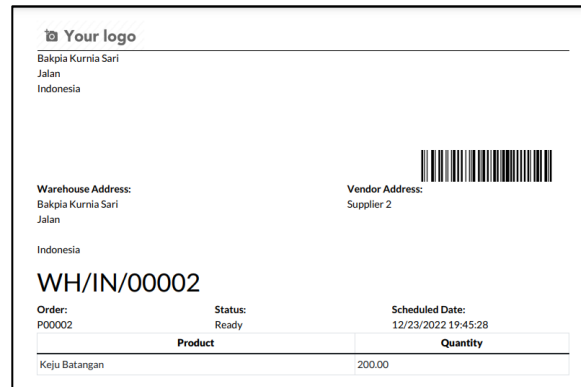 Your logo
Bakpia Kurnia Sari
Jalan
Indonesia
Warehouse Address:
Vendor Address:
Bakpia Kurnia Sari
Supplier 2
Jalan
Indonesia
WH/IN/00002
Order: Status: Scheduled Date:
P00002 Ready 12/23/2022 19:45:28
Product Quantity
Keju Batangan 200.00